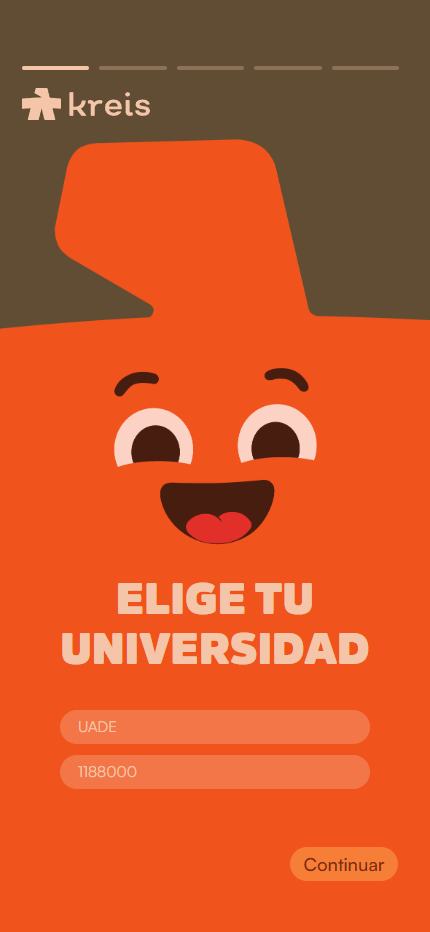 kreis
ELIGE TU
UNIVERSIDAD
UADE
1188000
Continuar